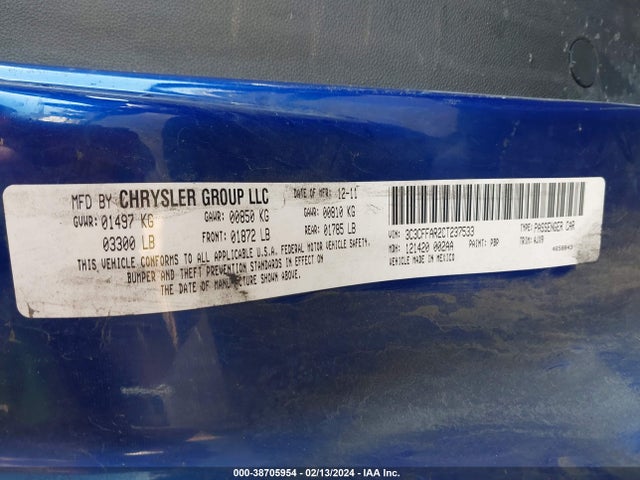 MFD BY CHRYSLER GROUP LLC DATE OF MFR: 12-11
GVWR: 01497 KG GAWR: 00850 KG GAWR: 00810 KG
03300 LB FRONT: 01872 LB REAR: 01785 LB
THIS VEHICLE CONFORMS TO ALL APPLICABLE U.S.A. FEDERAL MOTOR VEHICLE SAFETY,
BUMPER AND THEFT PREVENTION STANDARDS IN EFFECT ON
THE DATE OF MANUFACTURE SHOWN ABOVE.
VIN: 3C3CFFAR2CT237533 TYPE: PASSENGER CAR
MDH: 121420 002AA PAINT: PBP TRIM: AJX8
VEHICLE MADE IN MEXICO
000-38705954 - 02/13/2024 - IAA Inc.